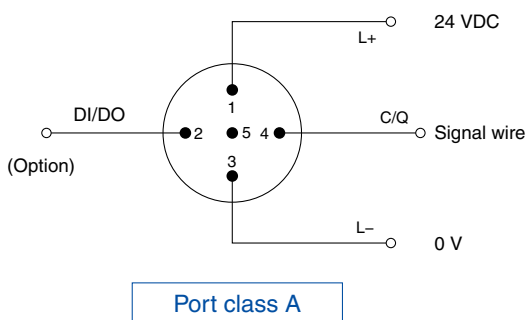 24 VDC
L+
DI/DO
1
C/Q
2
5
4
Signal wire
3
(Option)
L–
0 V
Port class A